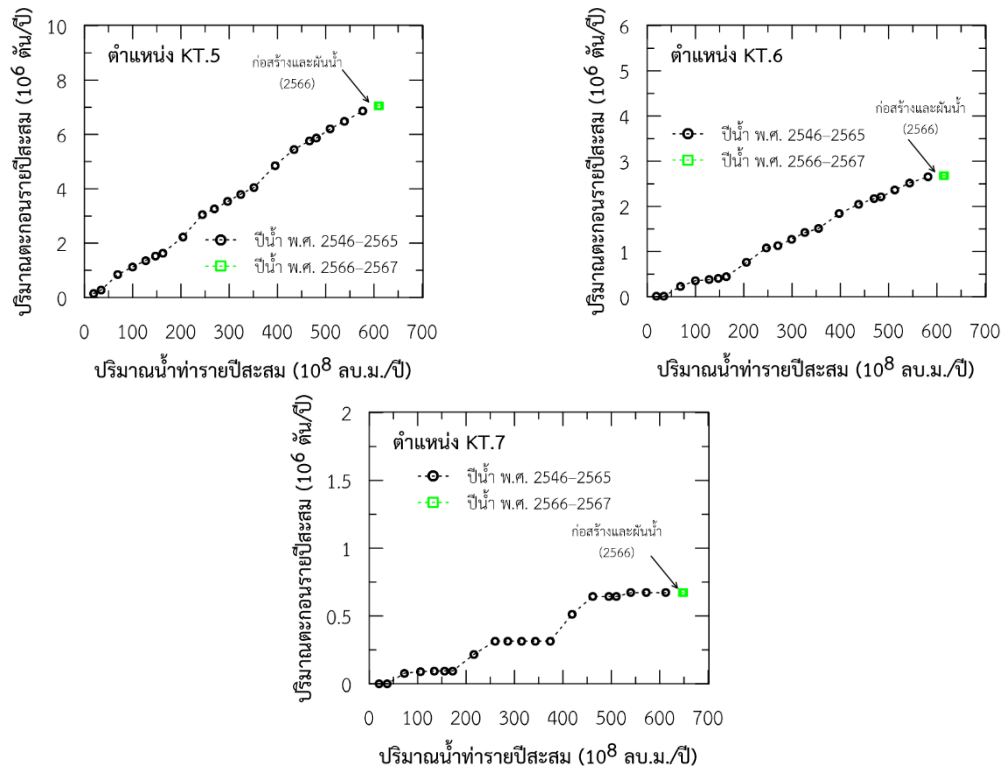 ตำแหน่ง KT.5
ก่อสร้างและผันน้ำ
(2566)
ปีน้ำ พ.ศ. 2546–2565
ปีน้ำ พ.ศ. 2566–2567
ปริมาณตะกอนรายปีสะสม (10⁶ ตัน/ปี)
10
8
6
4
2
0
0 100 200 300 400 500 600 700
ปริมาณน้ำท่ารายปีสะสม (10⁸ ลบ.ม./ปี)
ตำแหน่ง KT.6
ก่อสร้างและผันน้ำ
(2566)
ปีน้ำ พ.ศ. 2546–2565
ปีน้ำ พ.ศ. 2566–2567
ปริมาณตะกอนรายปีสะสม (10⁶ ตัน/ปี)
6
5
4
3
2
1
0
0 100 200 300 400 500 600 700
ปริมาณน้ำท่ารายปีสะสม (10⁸ ลบ.ม./ปี)
ตำแหน่ง KT.7
ปีน้ำ พ.ศ. 2546–2565
ปีน้ำ พ.ศ. 2566–2567
ก่อสร้างและผันน้ำ
(2566)
ปริมาณตะกอนรายปีสะสม (10⁶ ตัน/ปี)
2
1.5
1
0.5
0
0 100 200 300 400 500 600 700
ปริมาณน้ำท่ารายปีสะสม (10⁸ ลบ.ม./ปี)